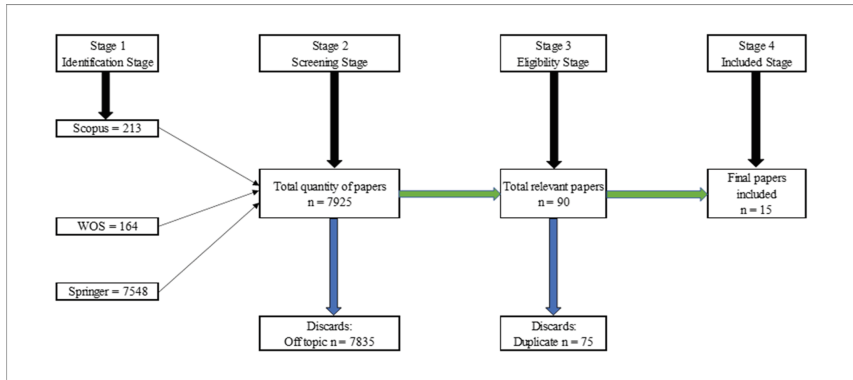 Stage 1
Identification Stage
Stage 2
Screening Stage
Stage 3
Eligibility Stage
Stage 4
Included Stage
Scopus = 213
WOS = 164
Springer = 7548
Total quantity of papers
n = 7925
Total relevant papers
n = 90
Final papers
included
n = 15
Discards:
Off topic n = 7835
Discards:
Duplicate n = 75